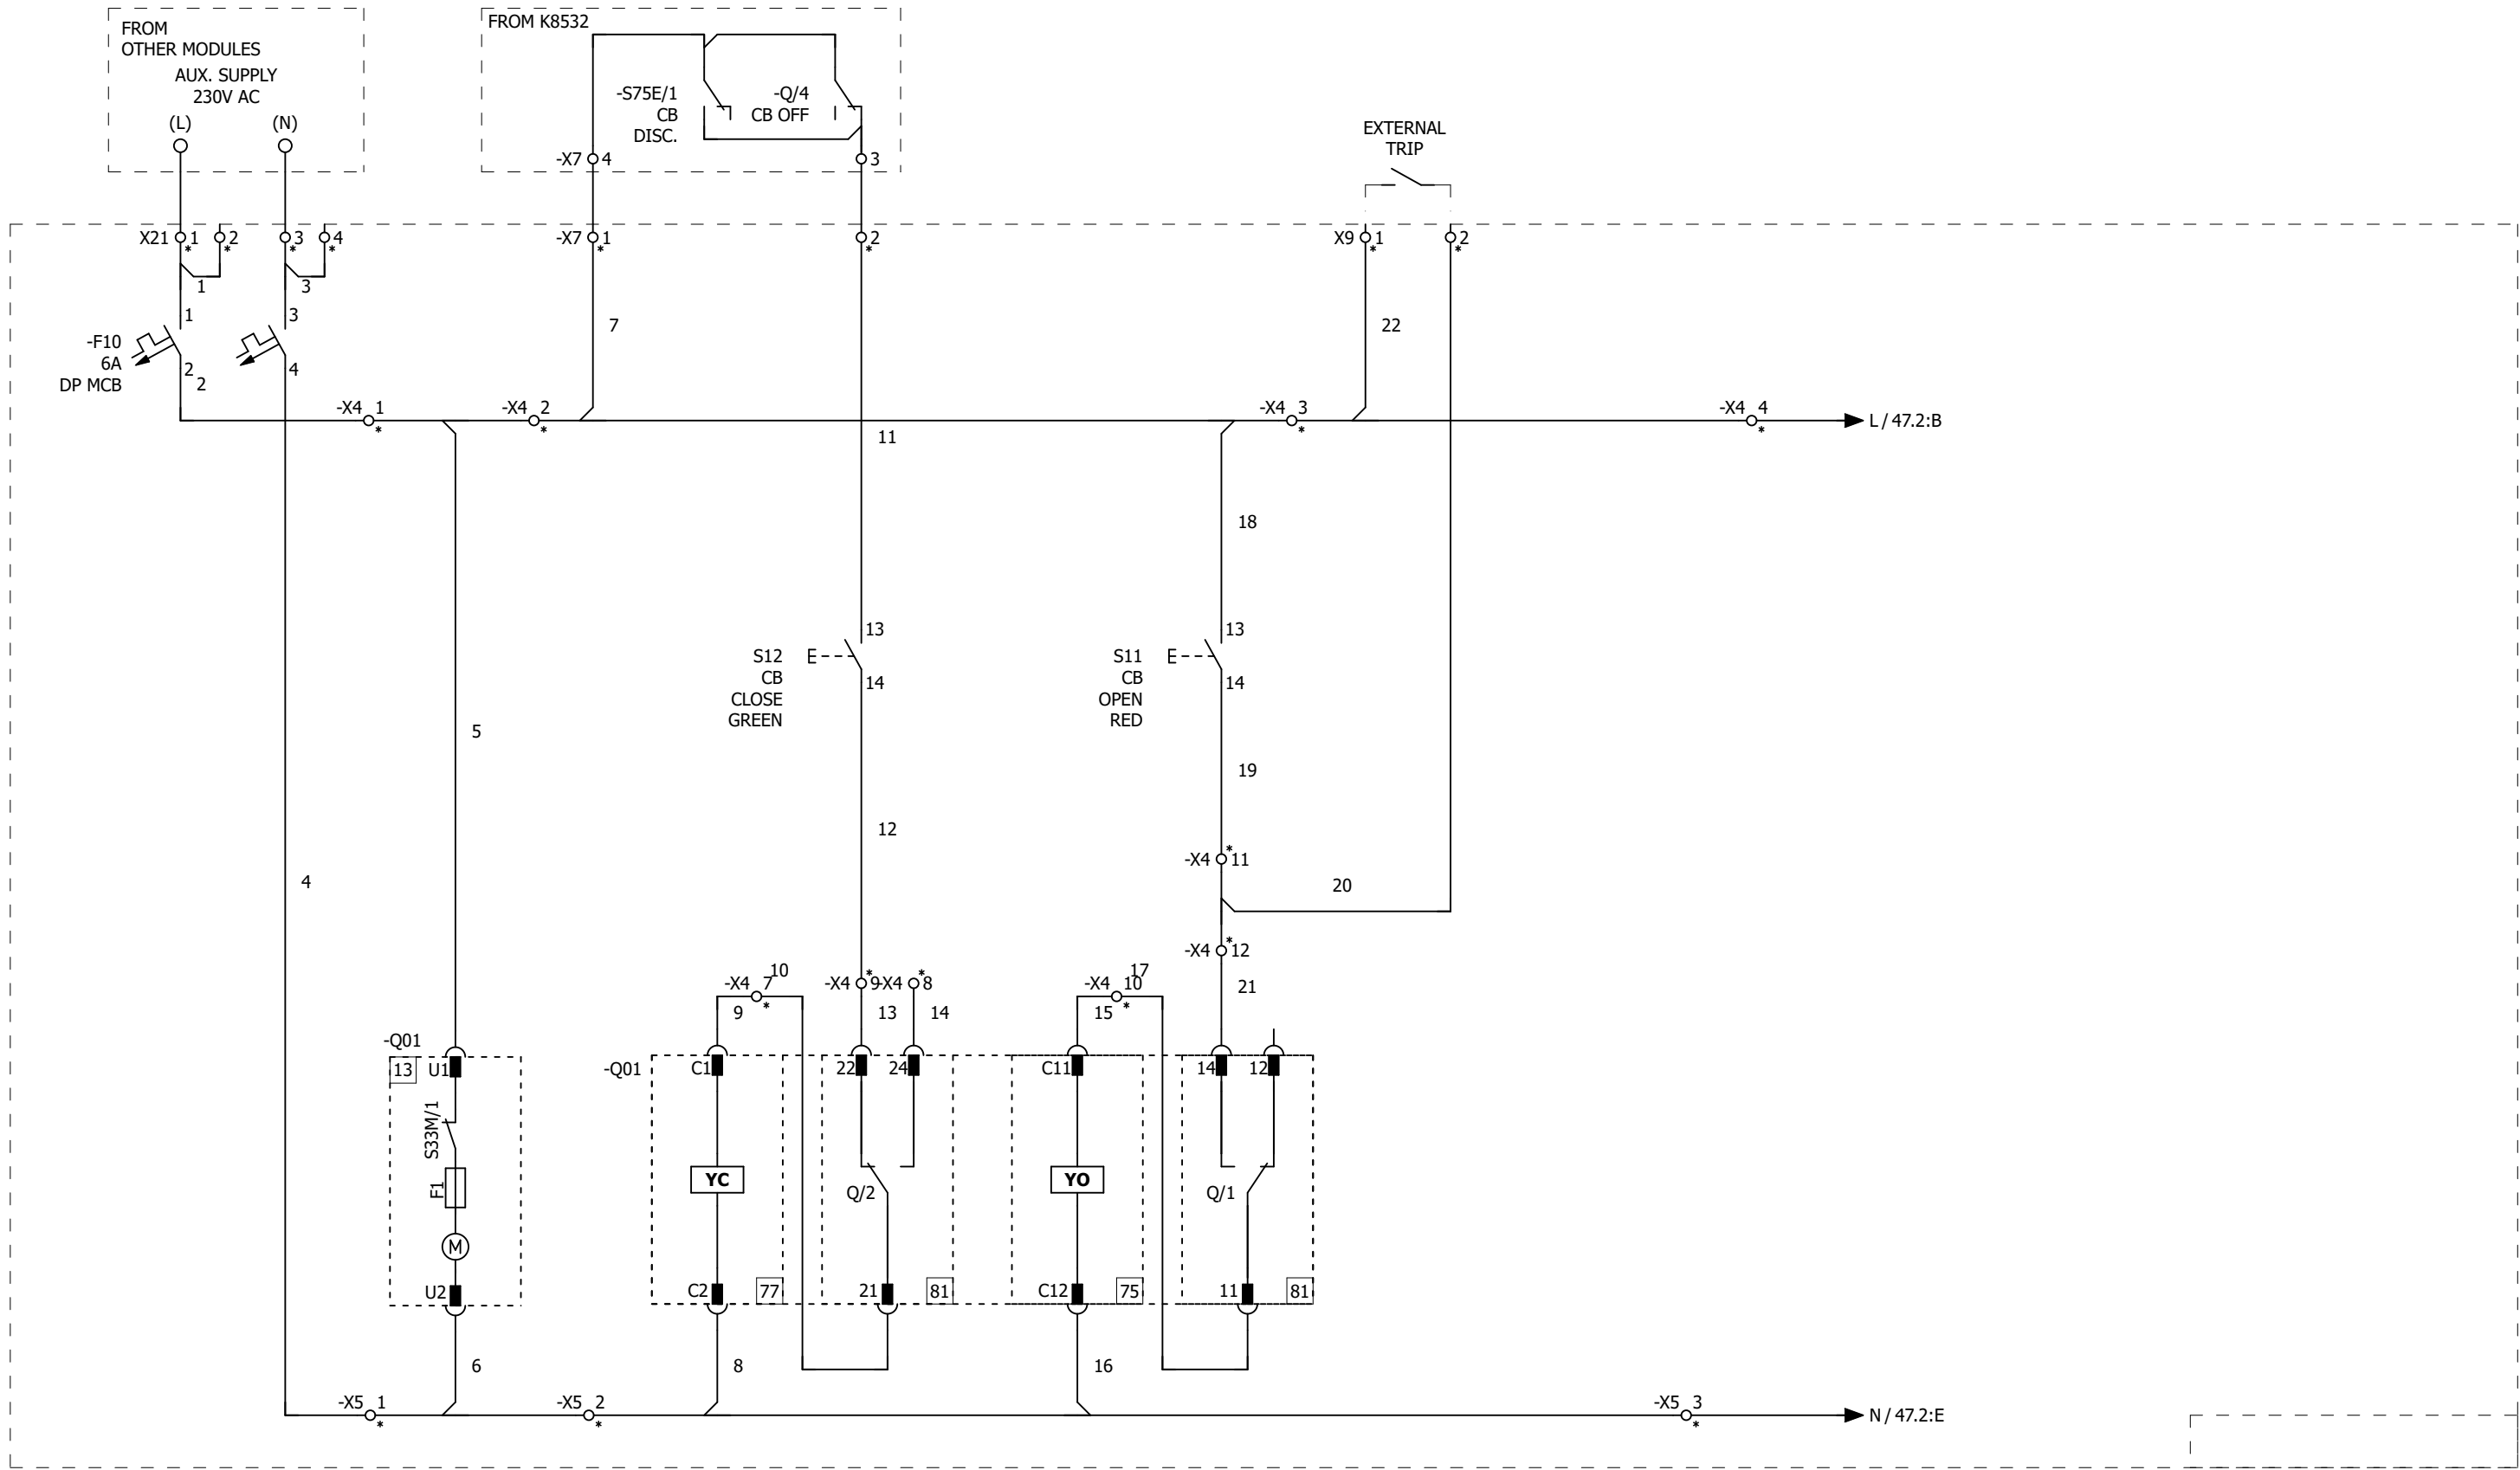 FROM
OTHER MODULES
AUX. SUPPLY
230V AC
(L) (N)
FROM K8532
-S75E/1
CB
DISC.
-Q/4
CB OFF
-X7 4
3
EXTERNAL
TRIP
X21 1 * 2 * 3 * 4 *
-X7 1 * 2 *
X9 1 * 2 *
1 3
1 3
-F10
6A
DP MCB
2 4
2
7
22
-X4 1 *
-X4 2 *
-X4 3 *
-X4 4 *
L / 47.2:B
11
18
13
S12
CB
CLOSE
GREEN
E
14
13
S11
CB
OPEN
RED
E
14
5
19
12
4
-X4 11 *
20
-X4 12 *
-X4 7 * 10
-X4 9 *
-X4 8 *
-X4 10 * 17
21
9 13 14 15
-Q01
13 U1
S33M/1
F1
M
U2
-Q01
C1 22 24 C11 14 12
YC
Q/2
YO
Q/1
C2 77
21 81
C12 75
11 81
6 8 16
-X5 1 *
-X5 2 *
-X5 3 *
N / 47.2:E